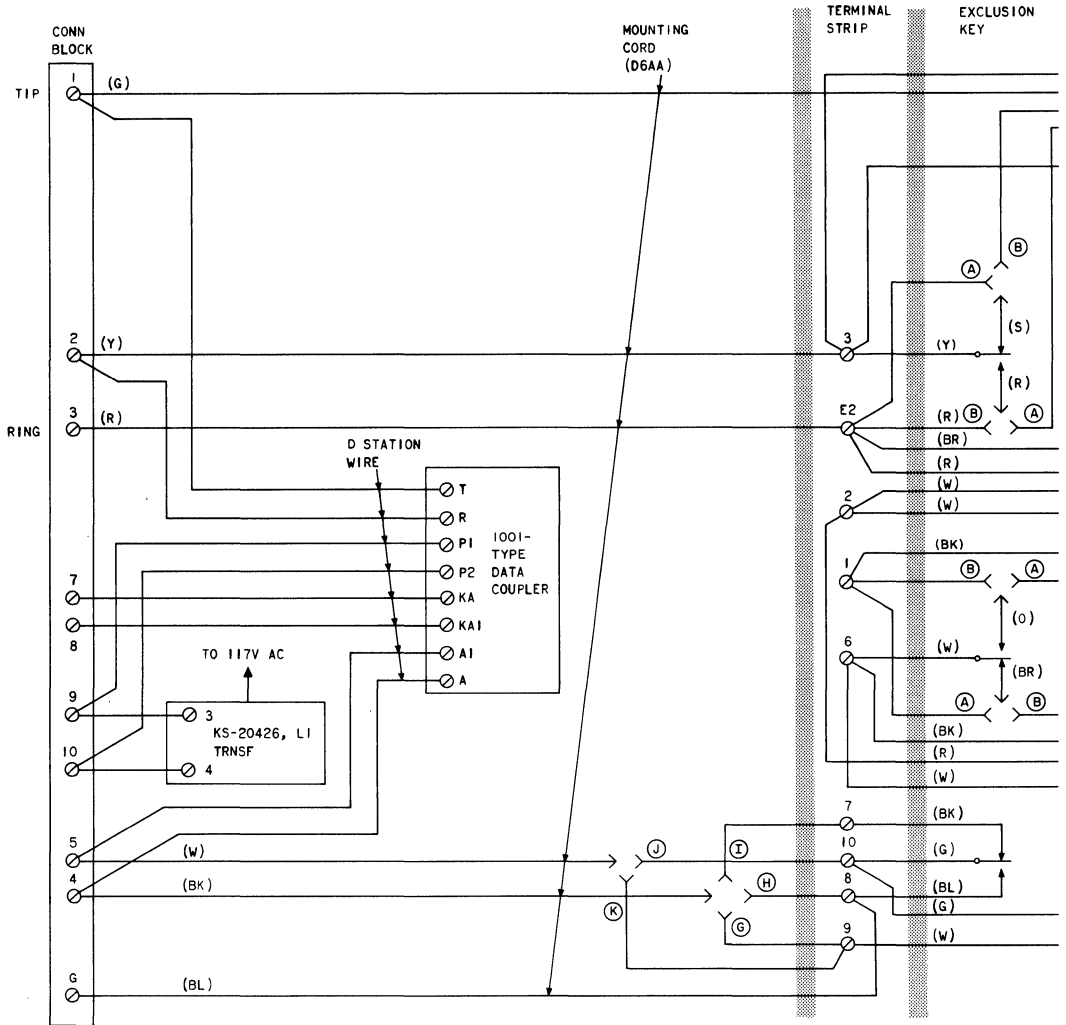 TERMINAL STRIP
EXCLUSION KEY
CONN BLOCK
MOUNTING CORD (D6AA)
TIP
1
(G)
B
A
(S)
2
(Y)
3
(Y)
(R)
RING
3
(R)
E2
(R)
B
A
(BR)
(R)
D STATION WIRE
T
R
P1
P2
KA
KA1
A1
A
1001-TYPE DATA COUPLER
2
(W)
(W)
(BK)
1
B
A
(O)
7
8
TO 117V AC
6
(W)
(BR)
9
3
KS-20426, L1 TRNSF
10
4
A
B
(BK)
(R)
(W)
7
(BK)
5
(W)
J
I
10
(G)
4
(BK)
K
H
8
(BL)
(G)
G
9
(W)
G
(BL)